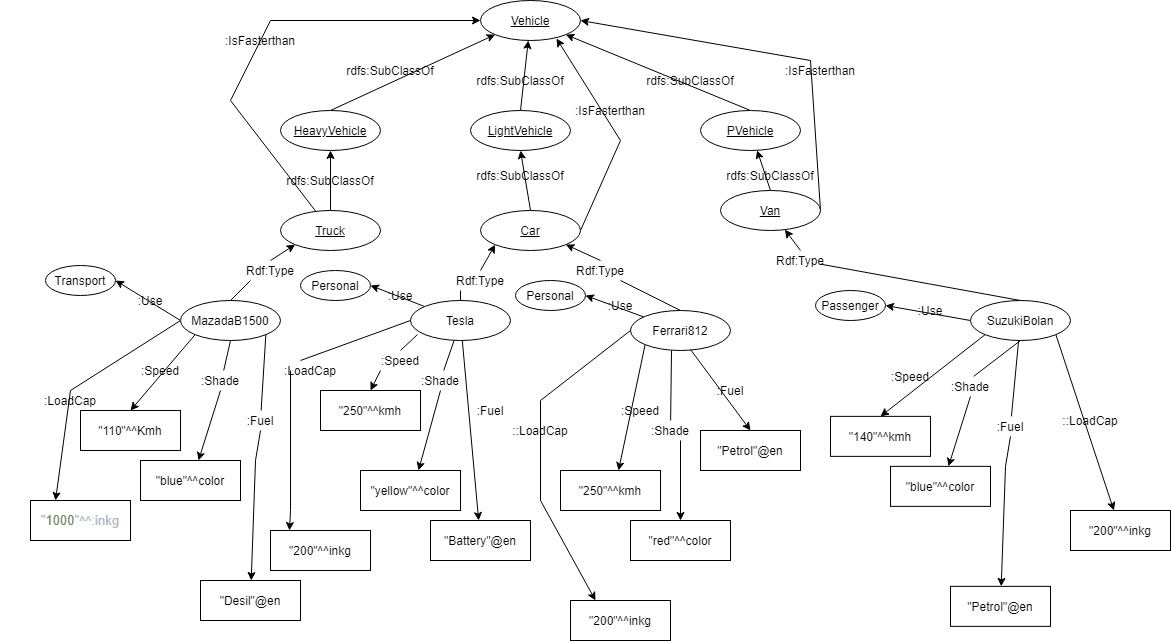 Vehicle
:IsFasterthan
rdfs:SubClassOf
rdfs:SubClassOf
rdfs:SubClassOf
:IsFasterthan
:IsFasterthan
HeavyVehicle
LightVehicle
PVehicle
rdfs:SubClassOf
rdfs:SubClassOf
rdfs:SubClassOf
Truck
Car
Van
Rdf:Type
Rdf:Type
Rdf:Type
Rdf:Type
Transport
Personal
Personal
Passenger
:Use
:Use
:Use
:Use
MazadaB1500
Tesla
Ferrari812
SuzukiBolan
:LoadCap
:Speed
:Shade
:Fuel
:LoadCap
:Speed
:Shade
:Fuel
::LoadCap
:Speed
:Shade
:Fuel
:Speed
:Shade
:Fuel
::LoadCap
"1000"^^:inkg
"110"^^Kmh
"blue"^^color
"Desil"@en
"200"^^inkg
"250"^^kmh
"yellow"^^color
"Battery"@en
"200"^^inkg
"250"^^kmh
"red"^^color
"Petrol"@en
"140"^^kmh
"blue"^^color
"Petrol"@en
"200"^^inkg